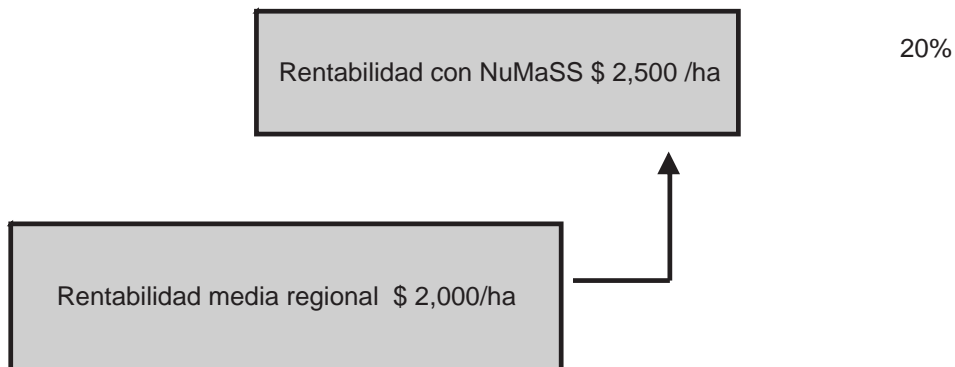 20%
Rentabilidad con NuMaSS $ 2,500 /ha
Rentabilidad media regional $ 2,000/ha